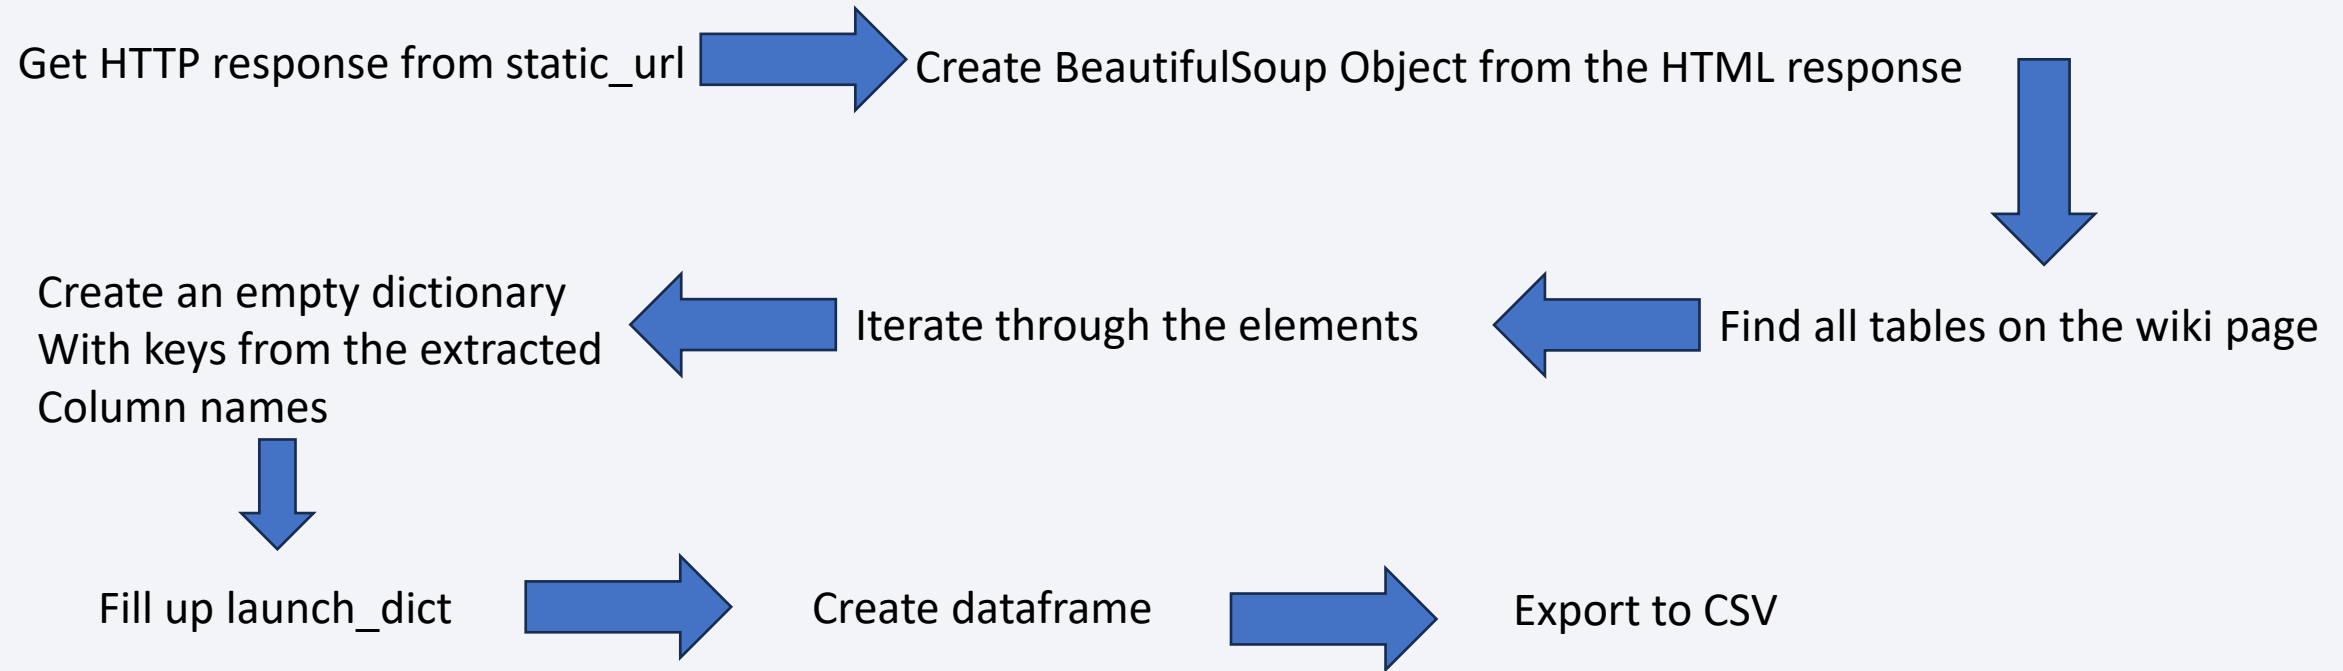 Get HTTP response from static_url
Create BeautifulSoup Object from the HTML response
Find all tables on the wiki page
Iterate through the elements
Create an empty dictionary
With keys from the extracted
Column names
Fill up launch_dict
Create dataframe
Export to CSV